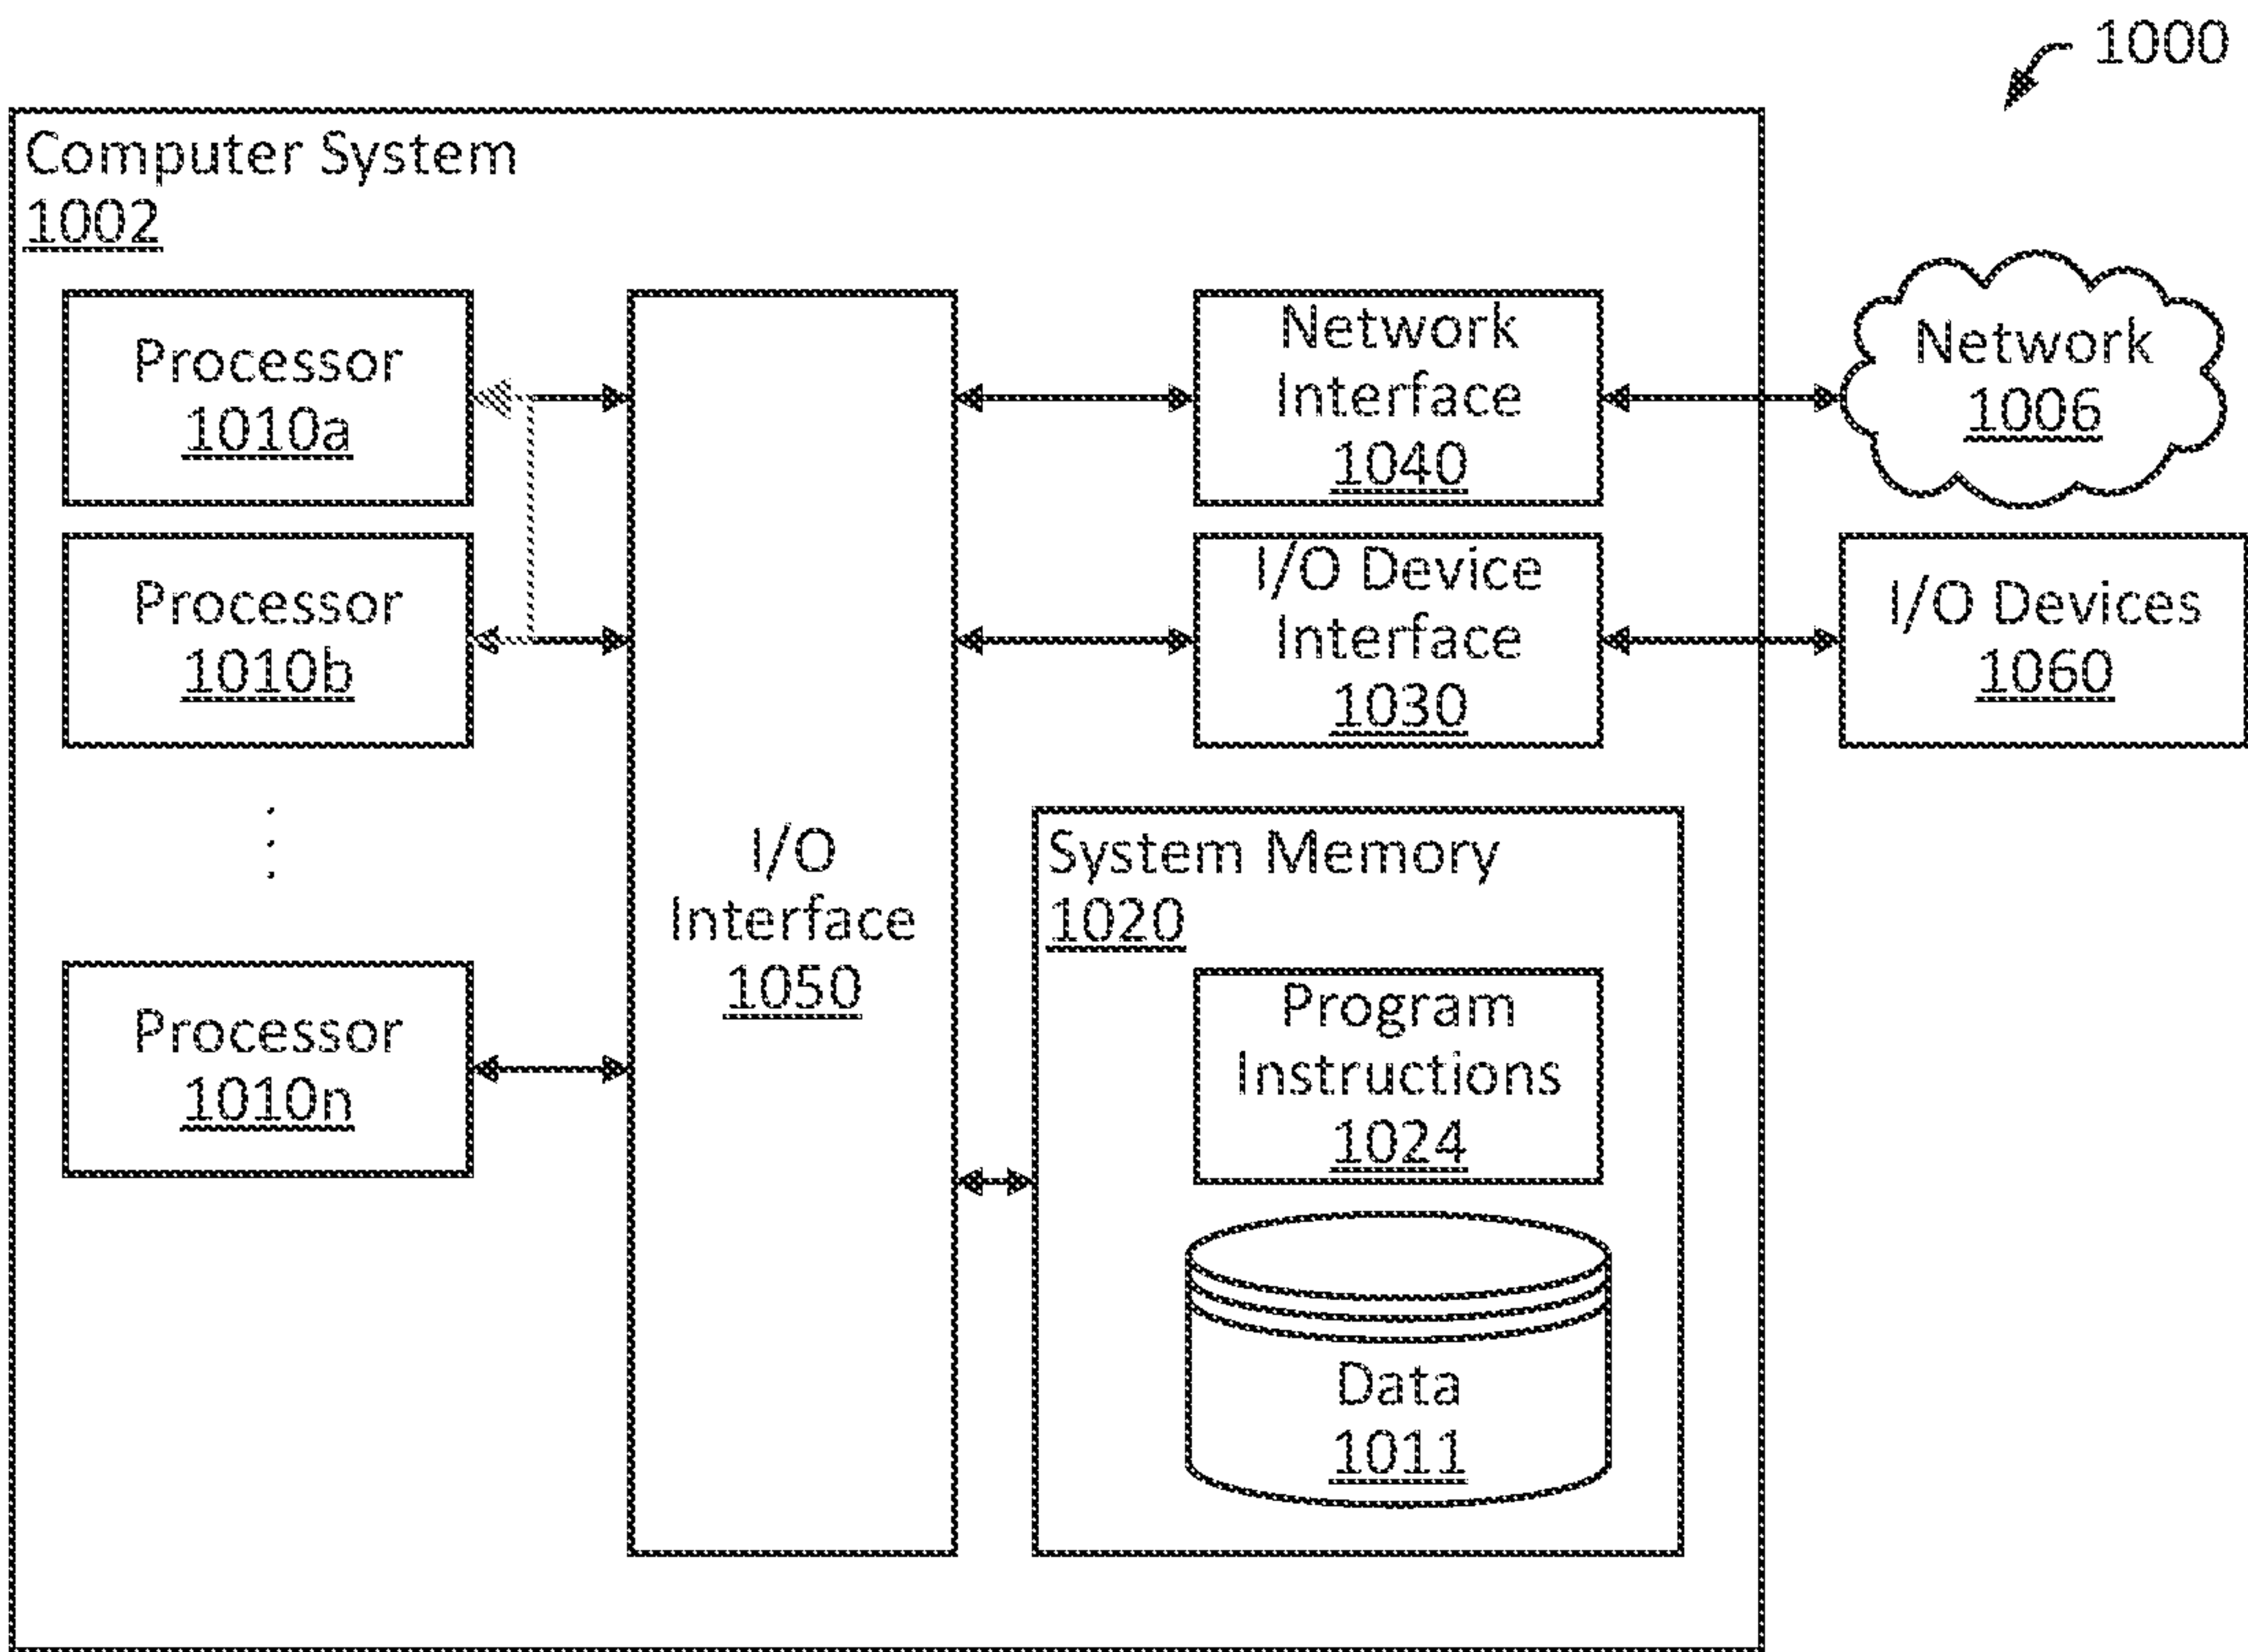 1000
Computer System
1002
Processor
1010a
Processor
1010b
Processor
1010n
I/O
Interface
1050
Network
Interface
1040
I/O Device
Interface
1030
System Memory
1020
Program
Instructions
1024
Data
1011
Network
1006
I/O Devices
1060